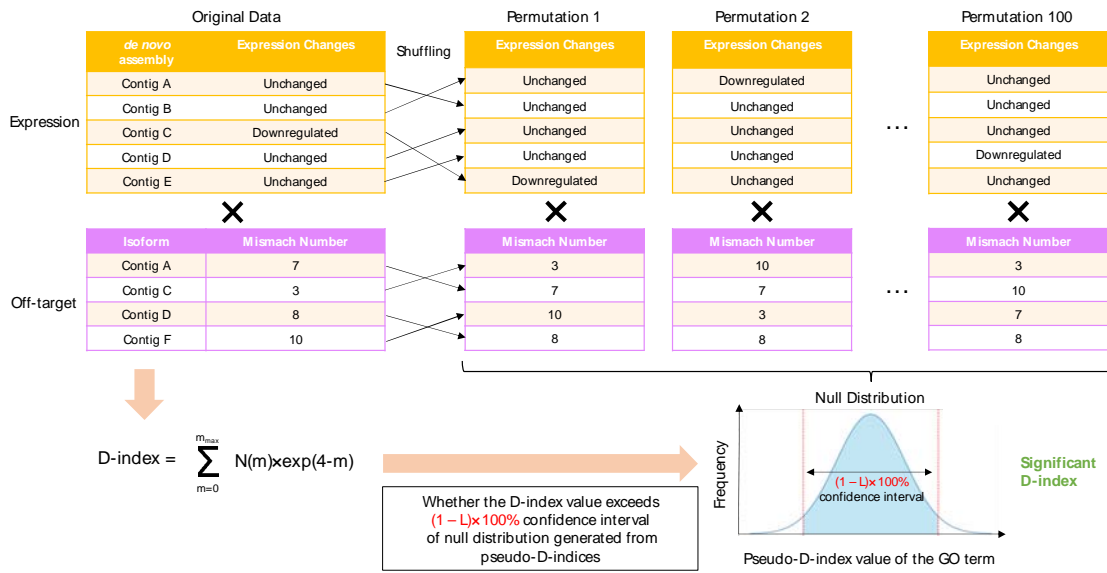 Original Data
Permutation 1
Permutation 2
Permutation 100
de novo assembly
Expression Changes
Shuffling
Expression Changes
Expression Changes
Expression Changes
Expression
Contig A Unchanged
Contig B Unchanged
Contig C Downregulated
Contig D Unchanged
Contig E Unchanged
Unchanged
Unchanged
Unchanged
Unchanged
Downregulated
Downregulated
Unchanged
Unchanged
Unchanged
Unchanged
...
Unchanged
Unchanged
Unchanged
Downregulated
Unchanged
×
×
×
×
Off-target
Isoform Mismach Number
Contig A 7
Contig C 3
Contig D 8
Contig F 10
Mismach Number
3
7
10
8
Mismach Number
10
7
3
8
...
Mismach Number
3
10
7
8
D-index = m_max ∑ m=0 N(m)×exp(4-m)
Whether the D-index value exceeds
(1 – L)×100% confidence interval
of null distribution generated from
pseudo-D-indices
Null Distribution
Frequency
(1 – L)×100%
confidence interval
Significant
D-index
Pseudo-D-index value of the GO term